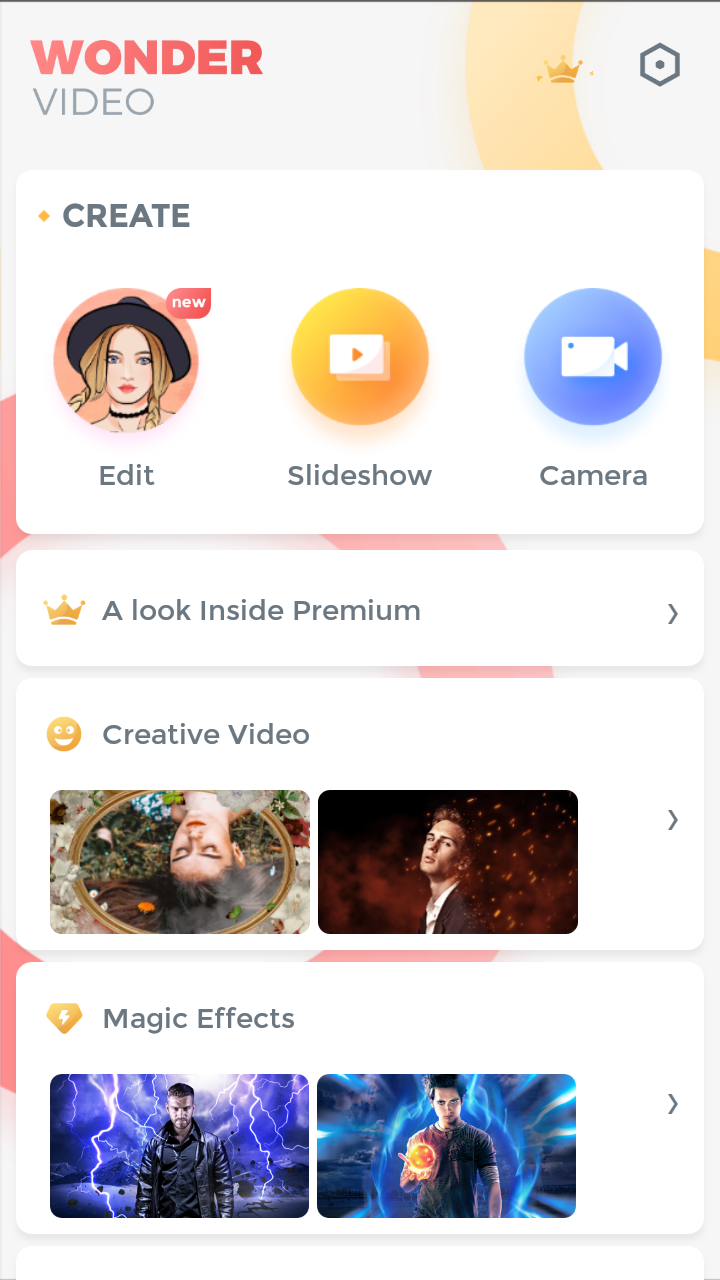 WONDER
VIDEO
CREATE
new
Edit
Slideshow
Camera
A look Inside Premium
Creative Video
Magic Effects